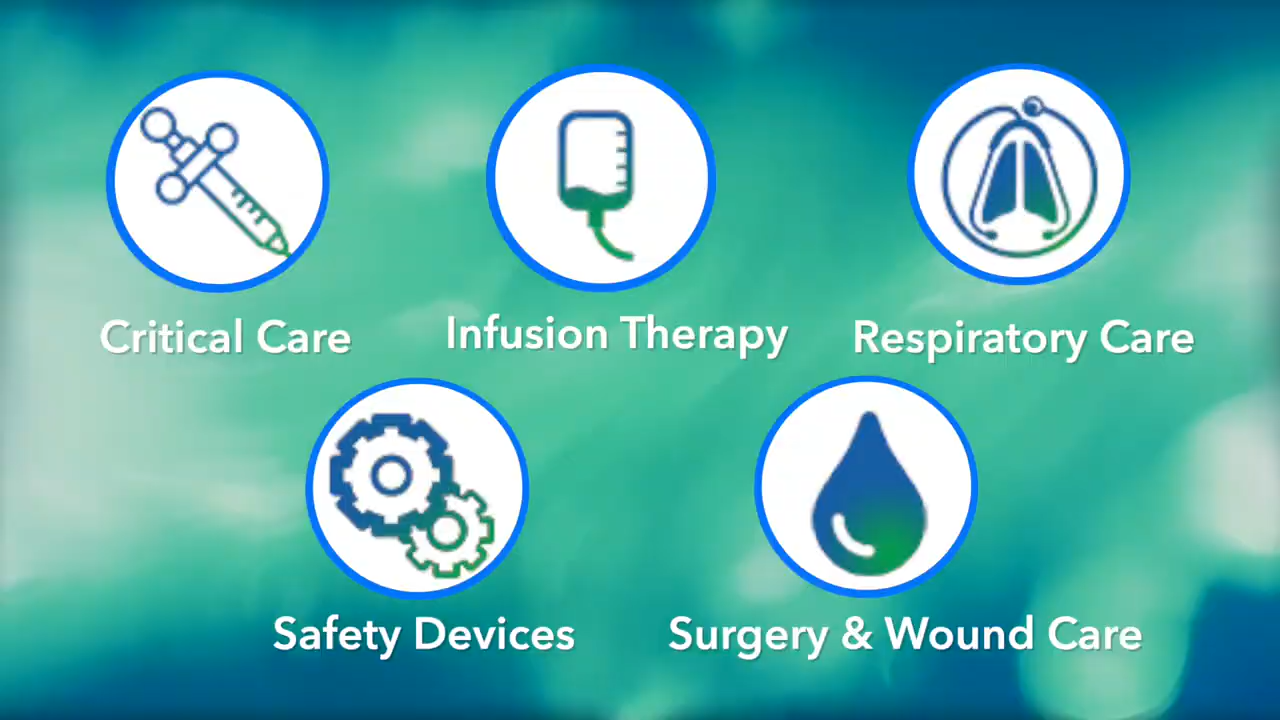 Critical Care
Infusion Therapy
Respiratory Care
Safety Devices
Surgery & Wound Care